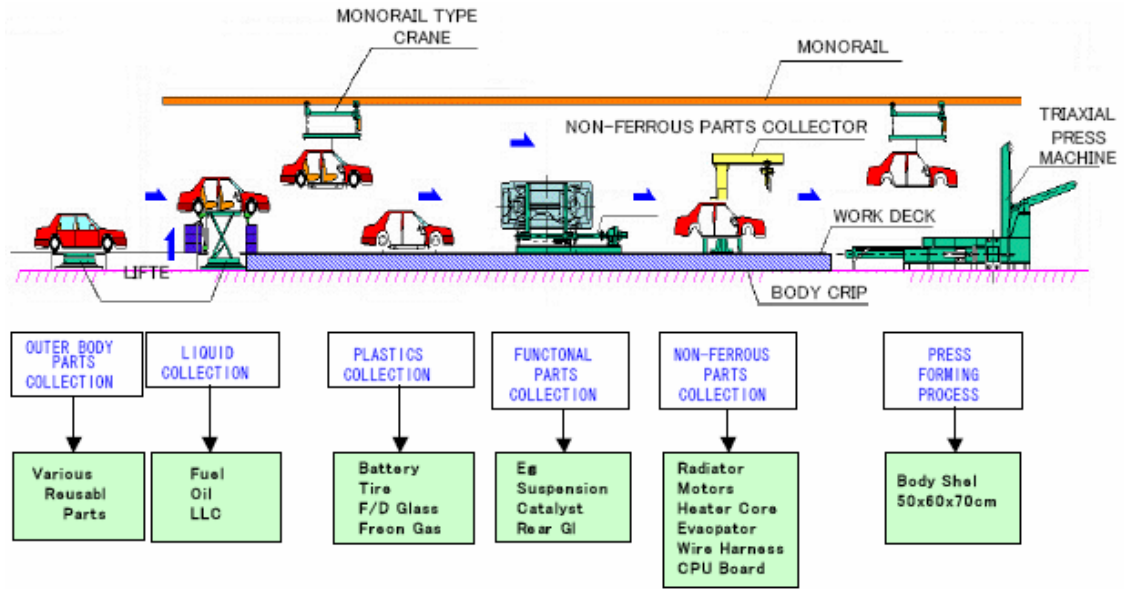 MONORAIL TYPE
CRANE
MONORAIL
NON-FERROUS PARTS COLLECTOR
TRIAXIAL
PRESS
MACHINE
WORK DECK
LIFTE
BODY CRIP
OUTER BODY
PARTS
COLLECTION
LIQUID
COLLECTION
PLASTICS
COLLECTION
FUNCTONAL
PARTS
COLLECTION
NON-FERROUS
PARTS
COLLECTION
PRESS
FORMING
PROCESS
Various
Reusabl
Parts
Fuel
Oil
LLC
Battery
Tire
F/D Glass
Freon Gas
Eg
Suspension
Catalyst
Rear Gl
Radiator
Motors
Heater Core
Evaopator
Wire Harness
CPU Board
Body Shel
50x60x70cm